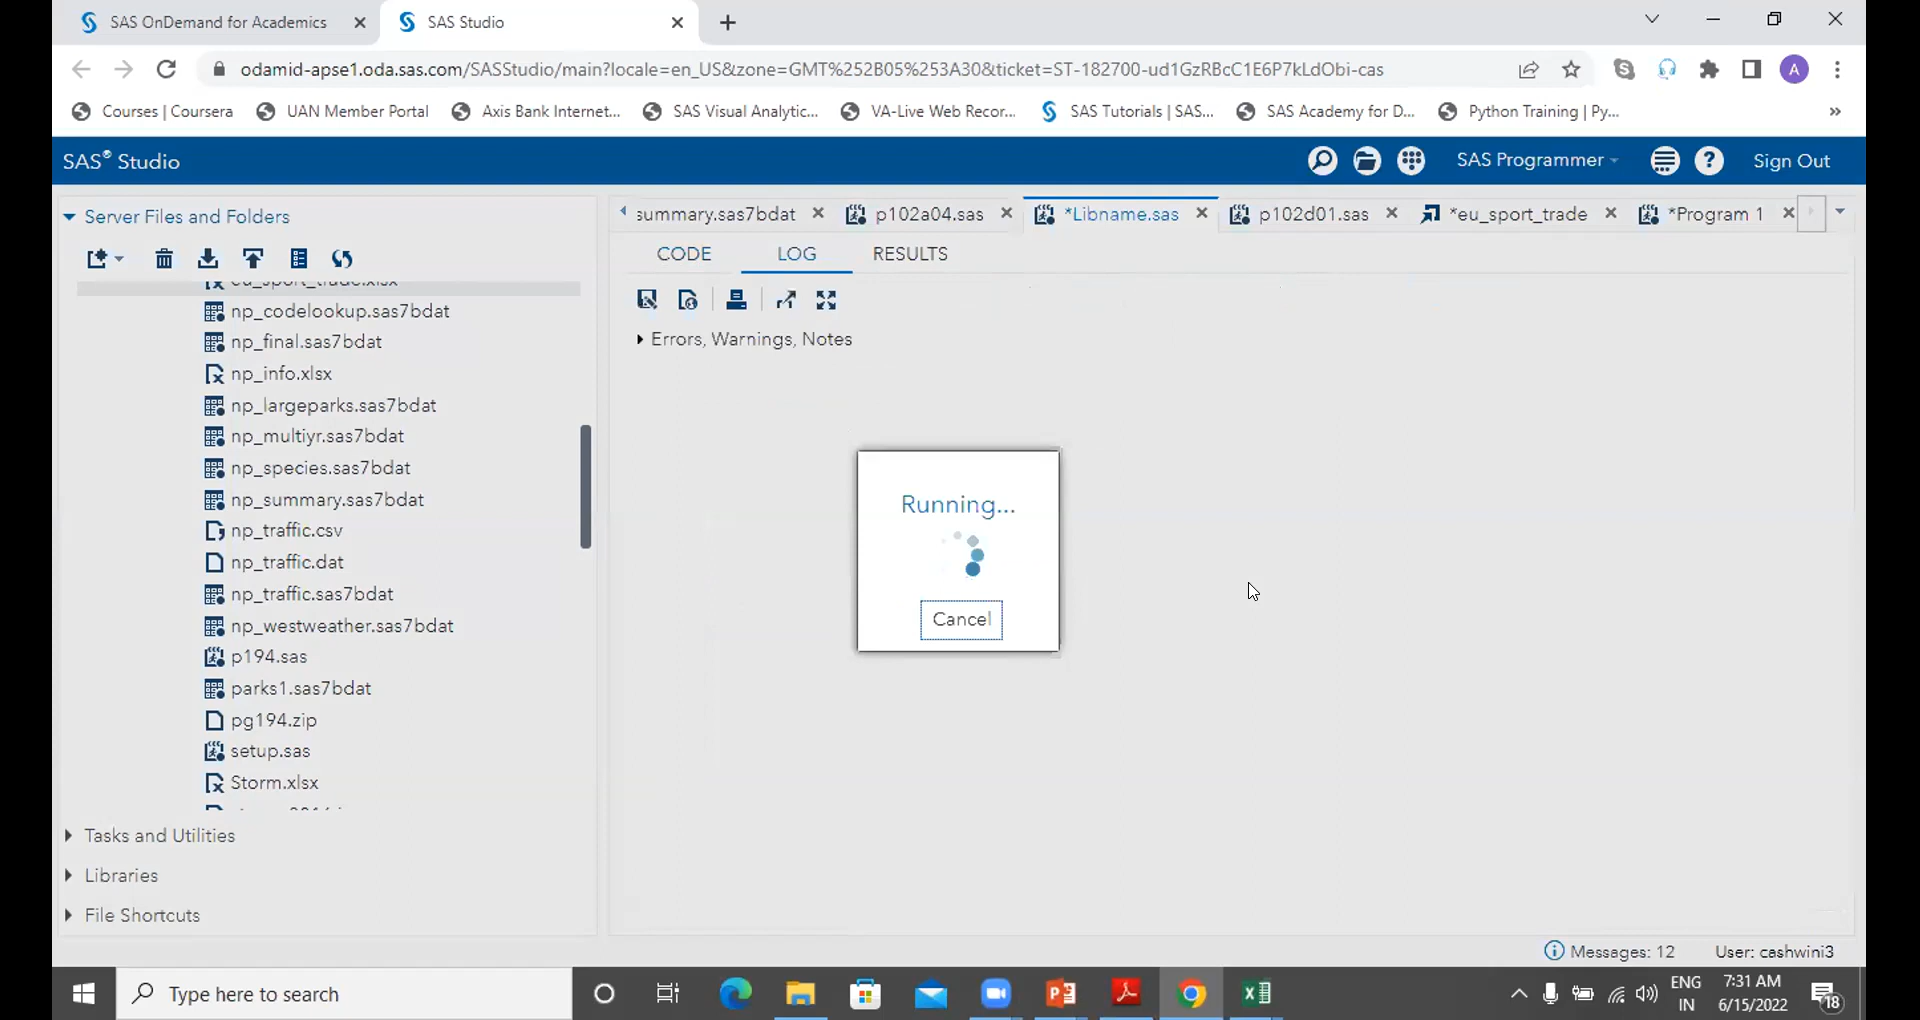 SAS OnDemand for Academics
SAS Studio
odamid-apse1.oda.sas.com/SASStudio/main?locale=en_US&zone=GMT%252B05%253A30&ticket=ST-182700-ud1GzRBcC1E6P7kLdObi-cas
A
Courses | Coursera
UAN Member Portal
Axis Bank Internet...
SAS Visual Analytic...
VA-Live Web Recor...
SAS Tutorials | SAS...
SAS Academy for D...
Python Training | Py...
»
SAS® Studio
SAS Programmer
?
Sign Out
Server Files and Folders
summary.sas7bdat
p102a04.sas
*Libname.sas
p102d01.sas
*eu_sport_trade
*Program 1
CODE
LOG
RESULTS
Errors, Warnings, Notes
eu_sport_trade.xlsx
np_codelookup.sas7bdat
np_final.sas7bdat
np_info.xlsx
np_largeparks.sas7bdat
np_multiyr.sas7bdat
np_species.sas7bdat
np_summary.sas7bdat
np_traffic.csv
np_traffic.dat
np_traffic.sas7bdat
np_westweather.sas7bdat
p194.sas
parks1.sas7bdat
pg194.zip
setup.sas
Storm.xlsx
Running...
Cancel
Tasks and Utilities
Libraries
File Shortcuts
Messages: 12
User: cashwini3
Type here to search
ENG
IN
7:31 AM
6/15/2022
18